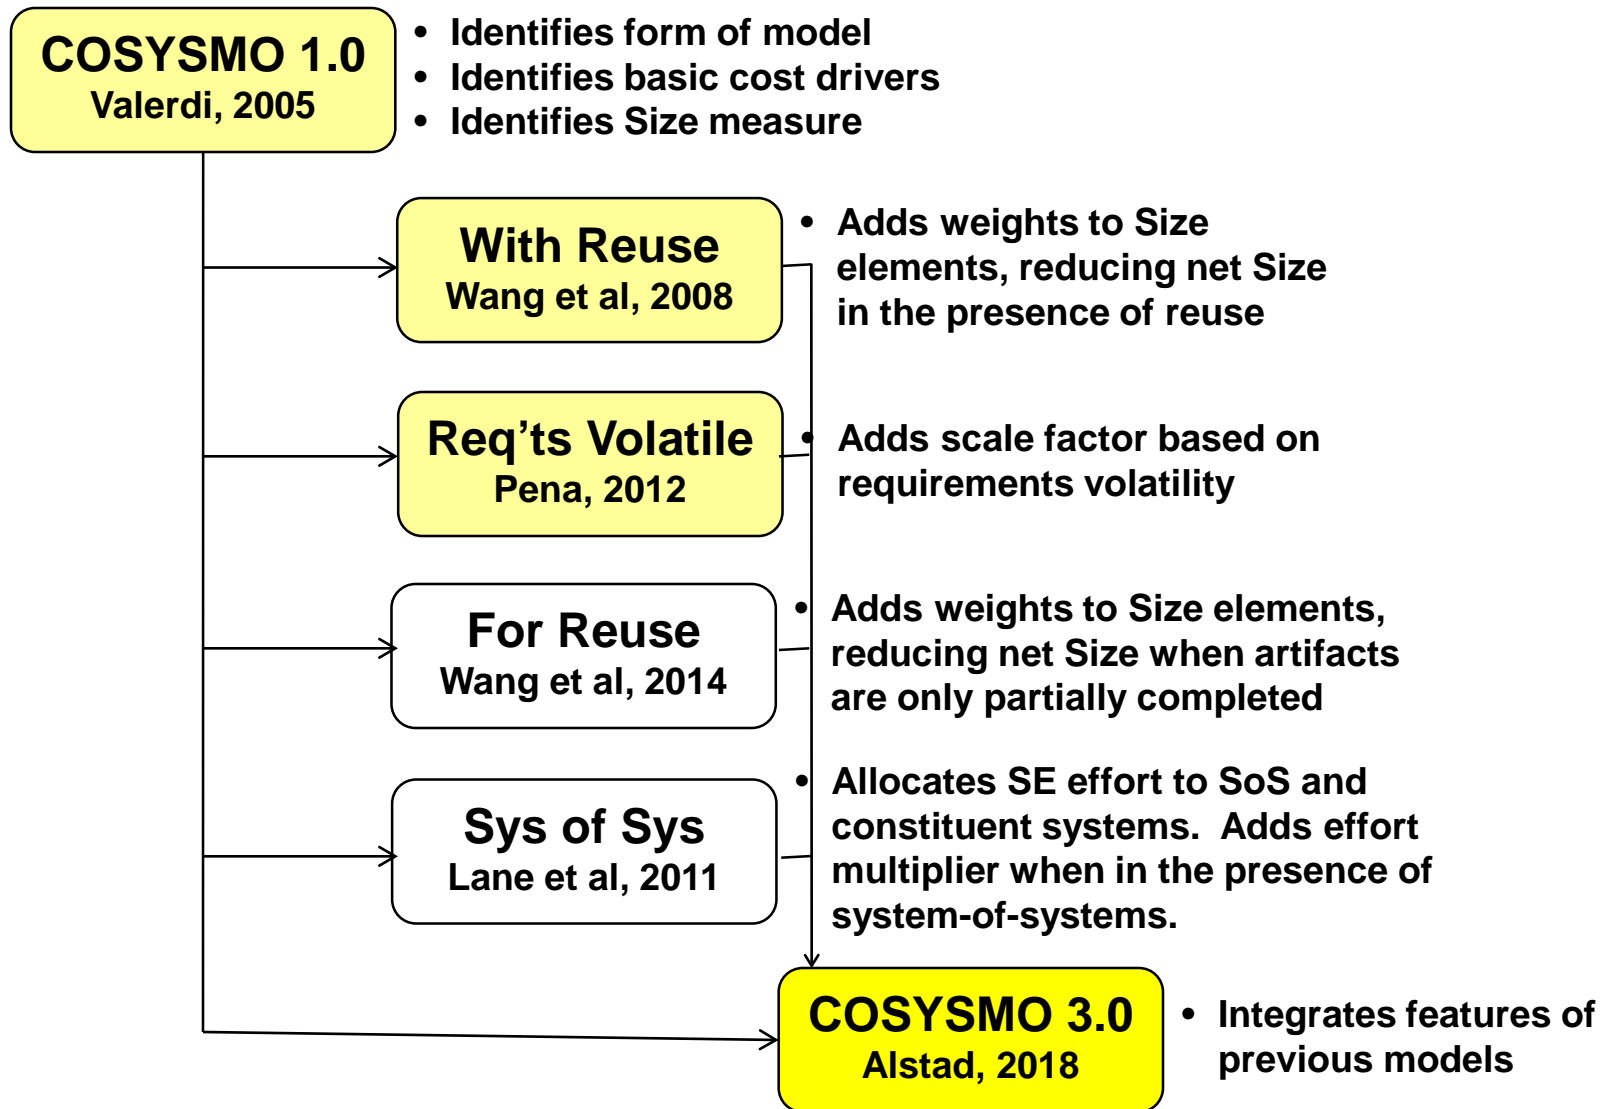 COSYSMO 1.0
Valerdi, 2005
• Identifies form of model
• Identifies basic cost drivers
• Identifies Size measure
With Reuse
Wang et al, 2008
• Adds weights to Size
elements, reducing net Size
in the presence of reuse
Req'ts Volatile
Pena, 2012
• Adds scale factor based on
requirements volatility
For Reuse
Wang et al, 2014
• Adds weights to Size elements,
reducing net Size when artifacts
are only partially completed
Sys of Sys
Lane et al, 2011
• Allocates SE effort to SoS and
constituent systems.  Adds effort
multiplier when in the presence of
system-of-systems.
COSYSMO 3.0
Alstad, 2018
• Integrates features of
previous models